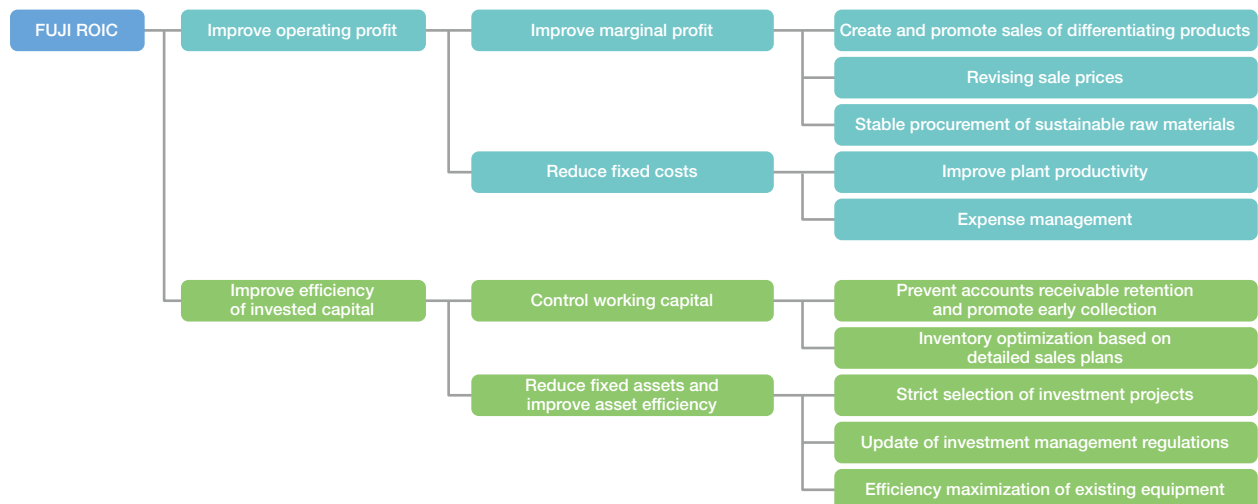 FUJI ROIC
Improve operating profit
Improve marginal profit
Create and promote sales of differentiating products
Revising sale prices
Stable procurement of sustainable raw materials
Reduce fixed costs
Improve plant productivity
Expense management
Improve efficiency
of invested capital
Control working capital
Prevent accounts receivable retention
and promote early collection
Inventory optimization based on
detailed sales plans
Reduce fixed assets and
improve asset efficiency
Strict selection of investment projects
Update of investment management regulations
Efficiency maximization of existing equipment